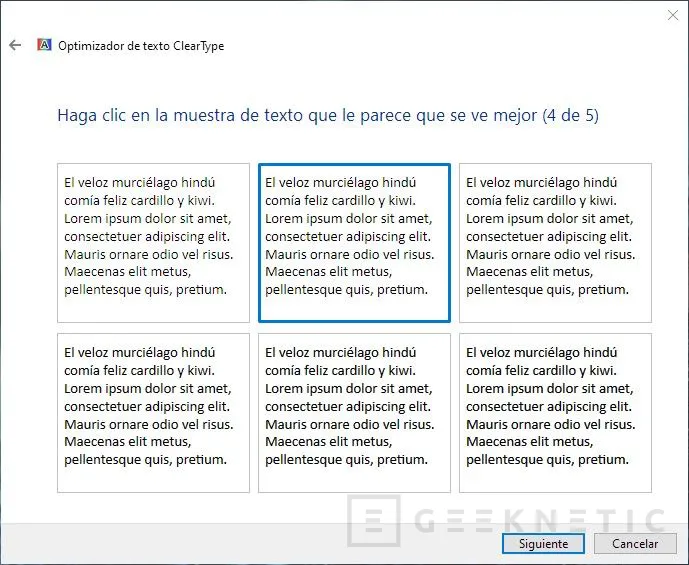 Optimizador de texto ClearType
Haga clic en la muestra de texto que le parece que se ve mejor (4 de 5)
El veloz murciélago hindú
comía feliz cardillo y kiwi.
Lorem ipsum dolor sit amet,
consectetuer adipiscing elit.
Mauris ornare odio vel risus.
Maecenas elit metus,
pellentesque quis, pretium.
El veloz murciélago hindú
comía feliz cardillo y kiwi.
Lorem ipsum dolor sit amet,
consectetuer adipiscing elit.
Mauris ornare odio vel risus.
Maecenas elit metus,
pellentesque quis, pretium.
El veloz murciélago hindú
comía feliz cardillo y kiwi.
Lorem ipsum dolor sit amet,
consectetuer adipiscing elit.
Mauris ornare odio vel risus.
Maecenas elit metus,
pellentesque quis, pretium.
El veloz murciélago hindú
comía feliz cardillo y kiwi.
Lorem ipsum dolor sit amet,
consectetuer adipiscing elit.
Mauris ornare odio vel risus.
Maecenas elit metus,
pellentesque quis, pretium.
El veloz murciélago hindú
comía feliz cardillo y kiwi.
Lorem ipsum dolor sit amet,
consectetuer adipiscing elit.
Mauris ornare odio vel risus.
Maecenas elit metus,
pellentesque quis, pretium.
El veloz murciélago hindú
comía feliz cardillo y kiwi.
Lorem ipsum dolor sit amet,
consectetuer adipiscing elit.
Mauris ornare odio vel risus.
Maecenas elit metus,
pellentesque quis, pretium.
GEEKNETIC
Siguiente
Cancelar